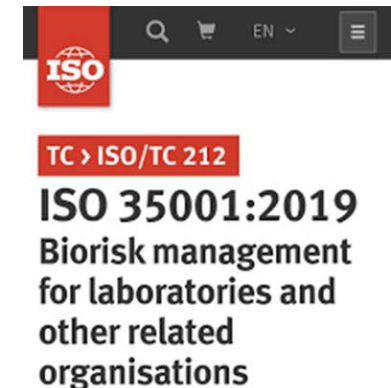 EN
ISO
TC › ISO/TC 212
ISO 35001:2019
Biorisk management
for laboratories and
other related
organisations